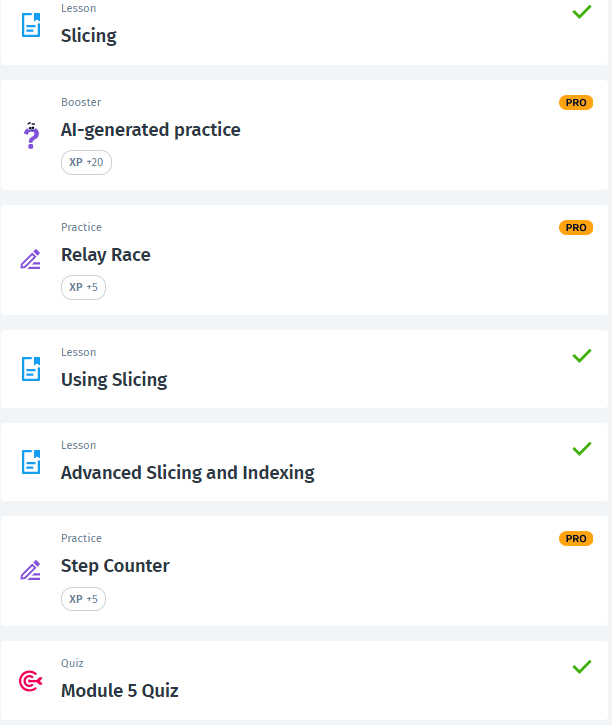 Lesson
Slicing
Booster
PRO
AI-generated practice
XP +20
Practice
PRO
Relay Race
XP +5
Lesson
Using Slicing
Lesson
Advanced Slicing and Indexing
Practice
PRO
Step Counter
XP +5
Quiz
Module 5 Quiz